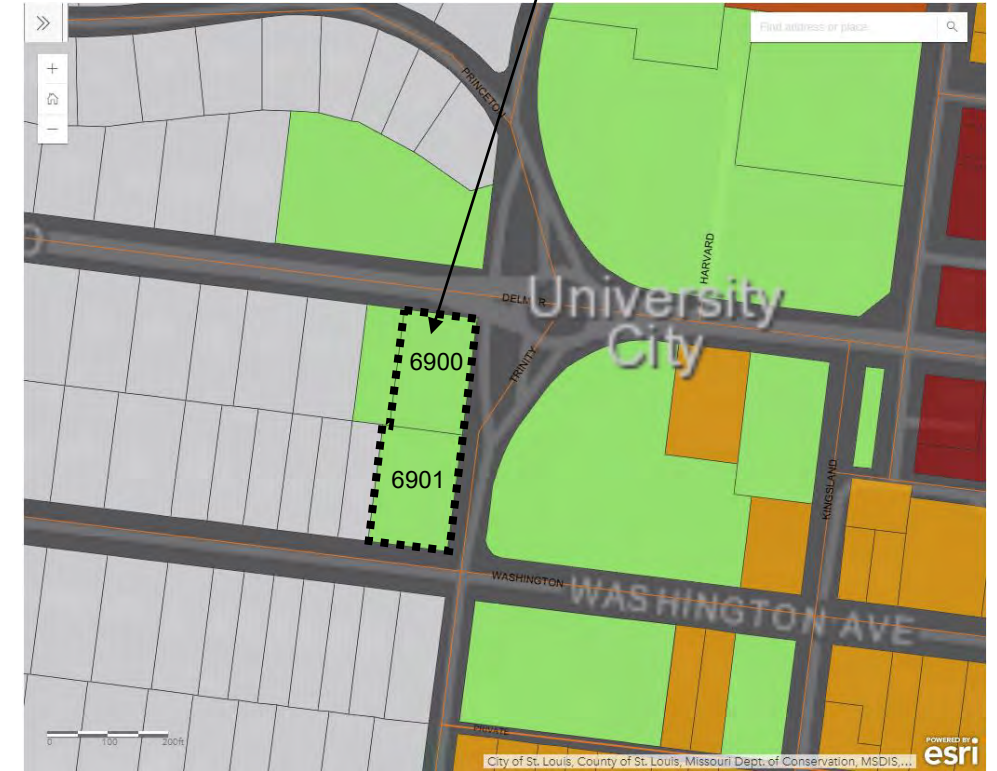 Find address or place
PRINCETON
HARVARD
DELMAR
University
City
TRINITY
6900
6901
KINGSLAND
WASHINGTON
WASHINGTON AVE
PRIVATE
0 100 200ft
City of St. Louis, County of St. Louis, Missouri Dept. of Conservation, MSDIS,...
POWERED BY
esri